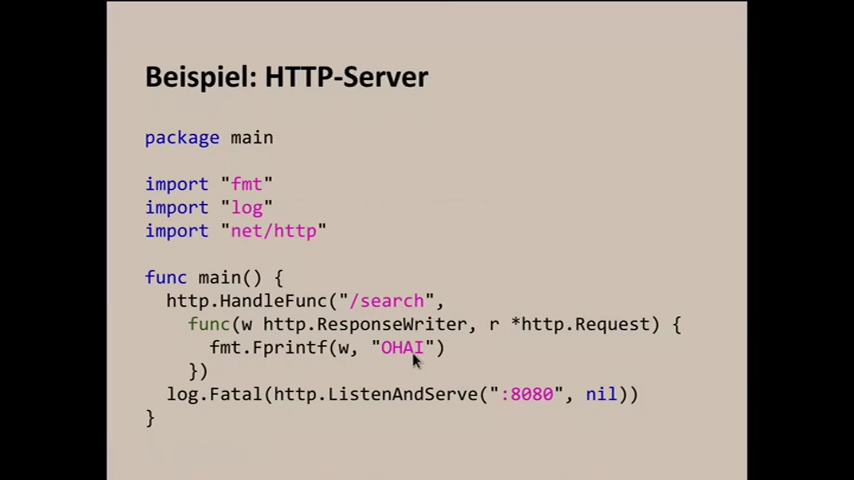 Beispiel: HTTP-Server
package main
import "fmt"
import "log"
import "net/http"
func main() {
http.HandleFunc("/search",
func(w http.ResponseWriter, r *http.Request) {
fmt.Fprintf(w, "OHAI")
})
log.Fatal(http.ListenAndServe(":8080", nil))
}